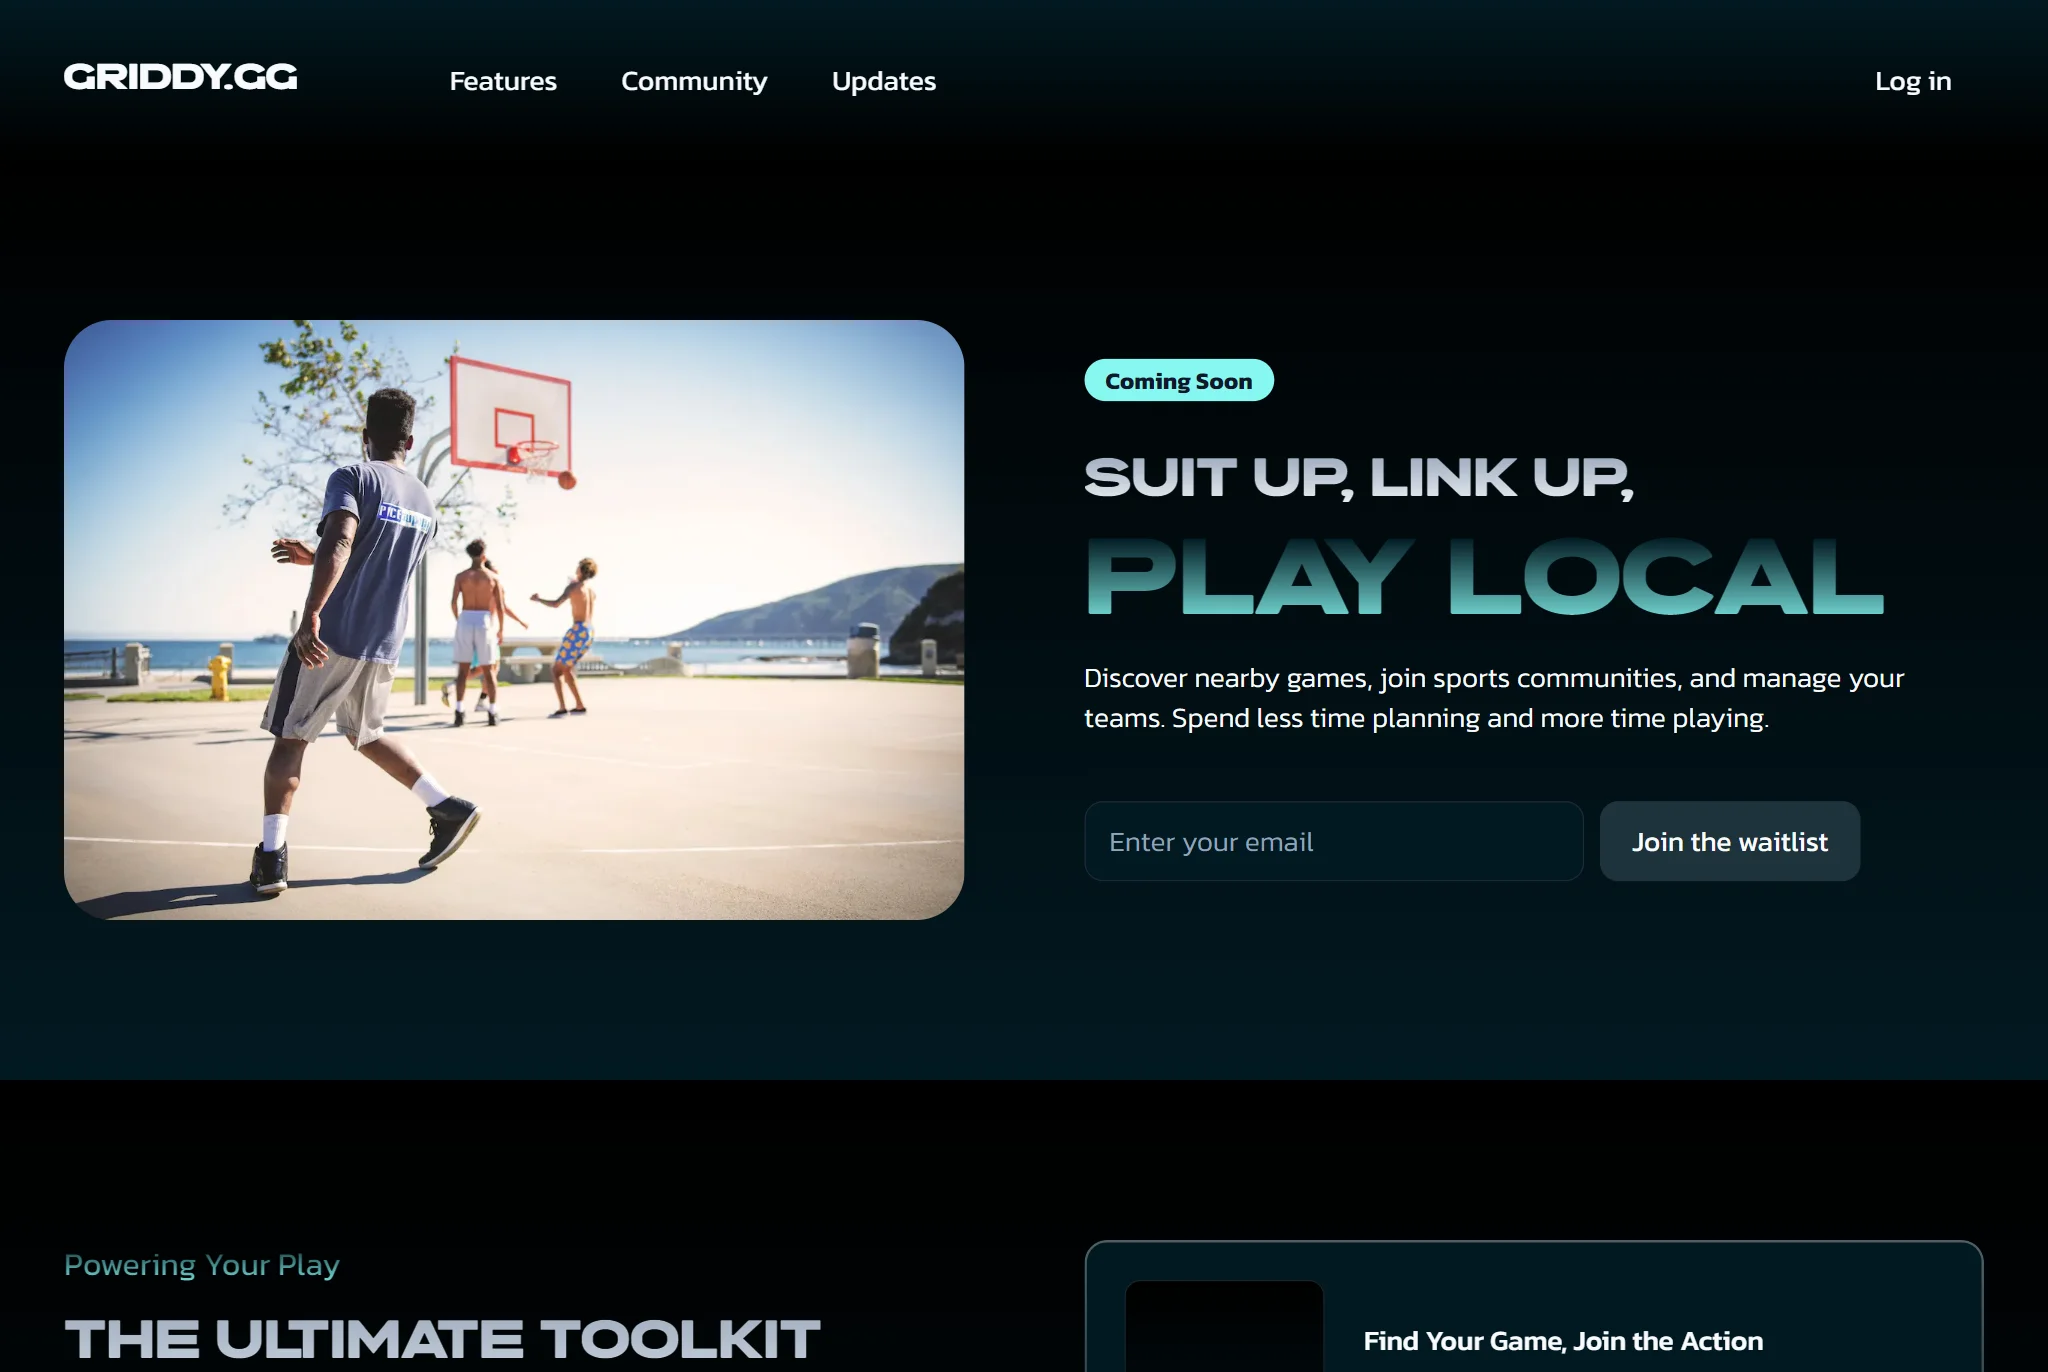 GRIDDY.GG
Features
Community
Updates
Log in
Coming Soon
SUIT UP, LINK UP,
PLAY LOCAL
Discover nearby games, join sports communities, and manage your
teams. Spend less time planning and more time playing.
Enter your email
Join the waitlist
Powering Your Play
THE ULTIMATE TOOLKIT
Find Your Game, Join the Action